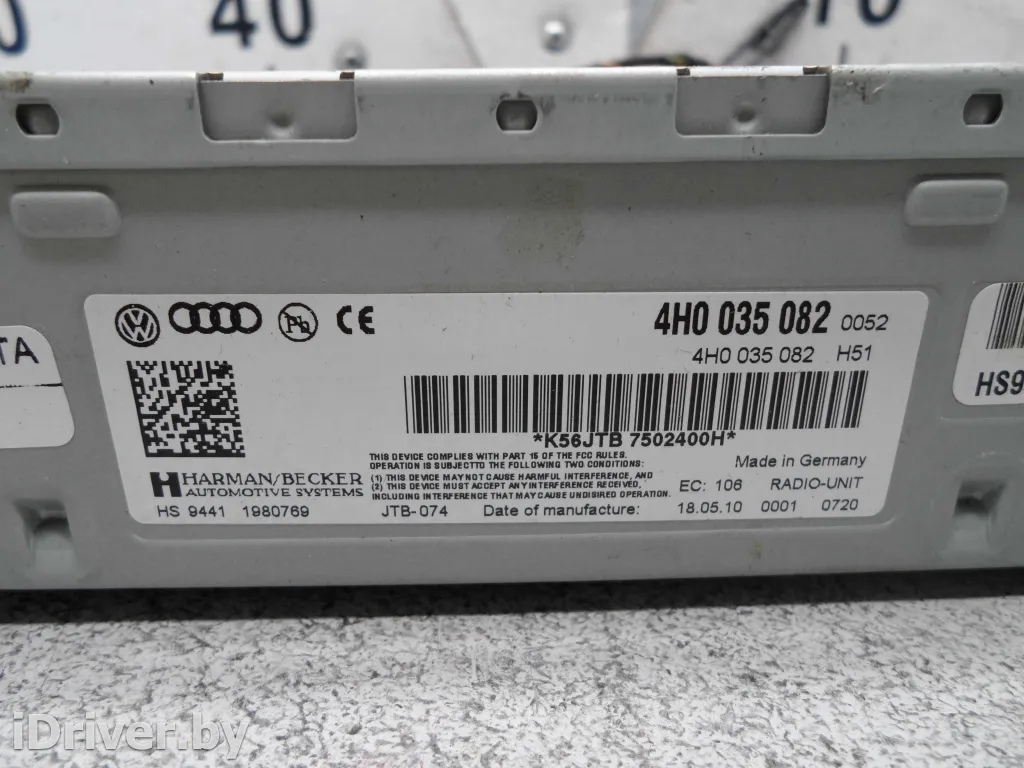 40
TA
Pb
CE
4H0 035 082 0052
4H0 035 082 H51
*K56JTB 7502400H*
HS9
THIS DEVICE COMPLIES WITH PART 15 OF THE FCC RULES.
OPERATION IS SUBJECTTO THE FOLLOWING TWO CONDITIONS:
(1) THIS DEVICE MAY NOT CAUSE HARMFUL INTERFERENCE, AND
(2) THIS DEVICE MUST ACCEPT ANY INTERFERENCE RECEIVED,
INCLUDING INTERFERENCE THAT MAY CAUSE UNDISIRED OPERATION.
Made in Germany
HARMAN/BECKER
AUTOMOTIVE SYSTEMS
EC: 106 RADIO-UNIT
HS 9441 1980769 JTB-074 Date of manufacture: 18.05.10 0001 0720
iDriver.by